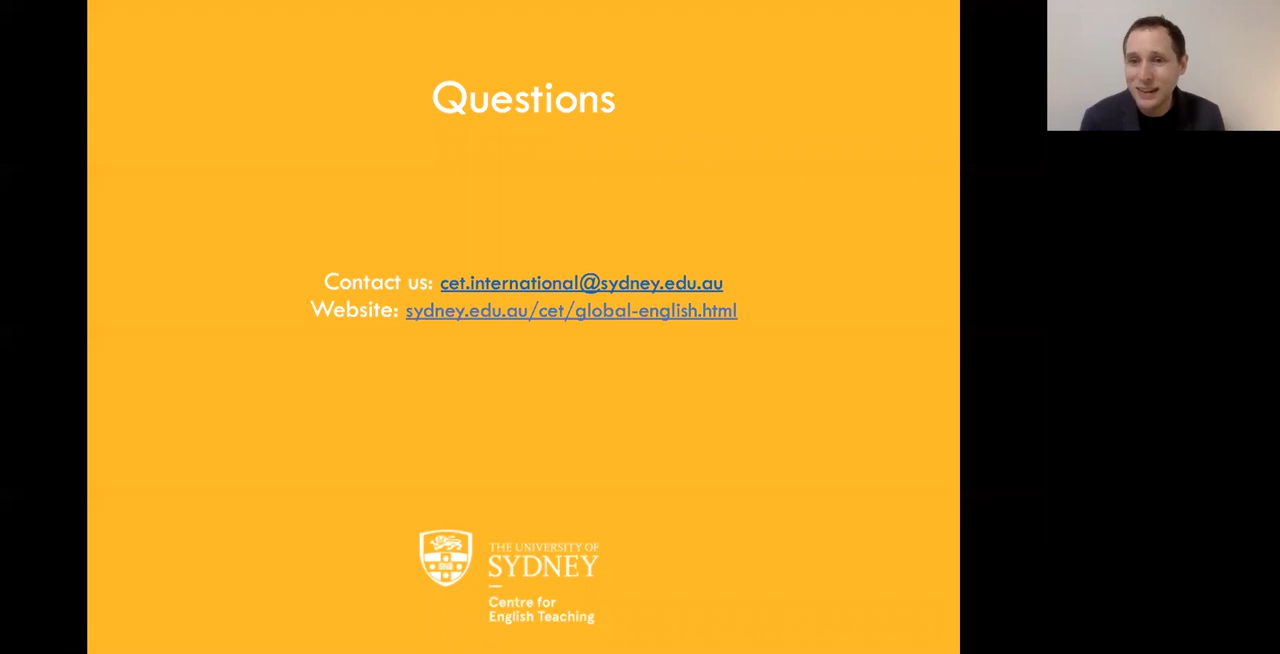 Questions
Contact us: cet.international@sydney.edu.au
Website: sydney.edu.au/cet/global-english.html
THE UNIVERSITY OF
SYDNEY
Centre for
English Teaching